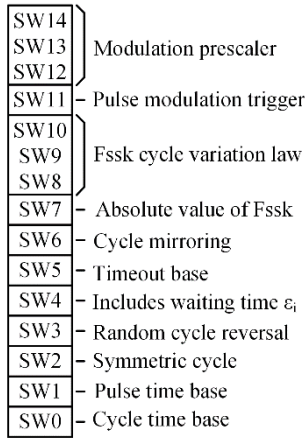 SW14
SW13 Modulation prescaler
SW12
SW11 – Pulse modulation trigger
SW10
SW9 Fssk cycle variation law
SW8
SW7 – Absolute value of Fssk
SW6 – Cycle mirroring
SW5 – Timeout base
SW4 – Includes waiting time εi
SW3 – Random cycle reversal
SW2 – Symmetric cycle
SW1 – Pulse time base
SW0 – Cycle time base